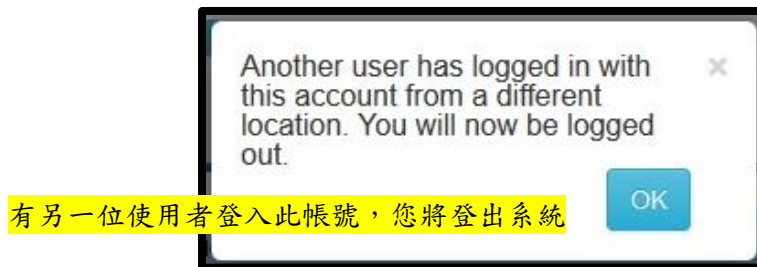 Another user has logged in with
this account from a different
location. You will now be logged
out.
×
OK
有另一位使用者登入此帳號，您將登出系統